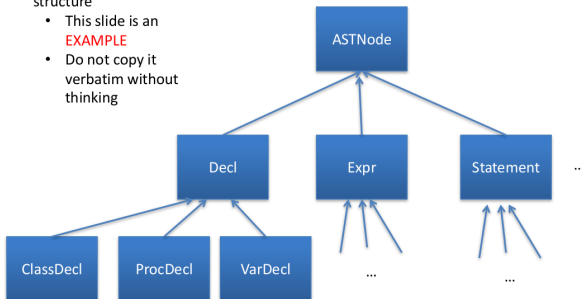 structure
• This slide is an
EXAMPLE
• Do not copy it
verbatim without
thinking
ASTNode
Decl
Expr
Statement
..
ClassDecl
ProcDecl
VarDecl
...
...